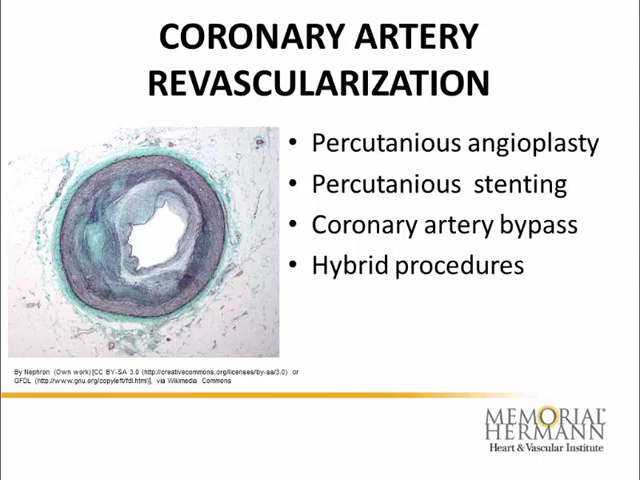 CORONARY ARTERY
REVASCULARIZATION
• Percutanious angioplasty
• Percutanious stenting
• Coronary artery bypass
• Hybrid procedures
By Nephron (Own work) [CC BY-SA 3.0 (http://creativecommons.org/licenses/by-sa/3.0) or
GFDL (http://www.gnu.org/copyleft/fdl.html)], via Wikimedia Commons
MEMORIAL®
HERMANN
Heart & Vascular Institute